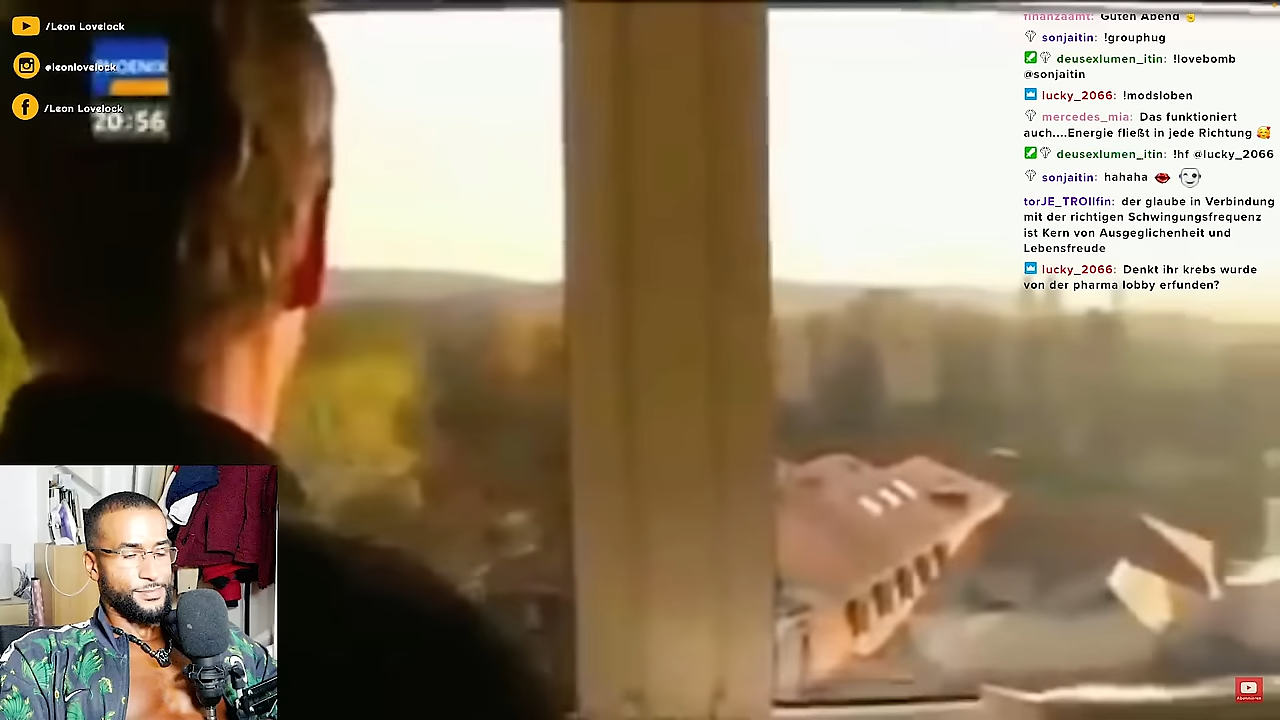 /Leon Lovelock
@leonlovelock
PHOENIX
/Leon Lovelock
20:56
finanzaamt: Guten Abend
sonjaitin: !grouphug
deusexlumen_itin: !lovebomb
@sonjaitin
lucky_2066: !modsloben
mercedes_mia: Das funktioniert
auch....Energie fließt in jede Richtung 🥰
deusexlumen_itin: !hf @lucky_2066
sonjaitin: hahaha
torJE_TROllfin: der glaube in Verbindung
mit der richtigen Schwingungsfrequenz
ist Kern von Ausgeglichenheit und
Lebensfreude
lucky_2066: Denkt ihr krebs wurde
von der pharma lobby erfunden?
Abonnieren